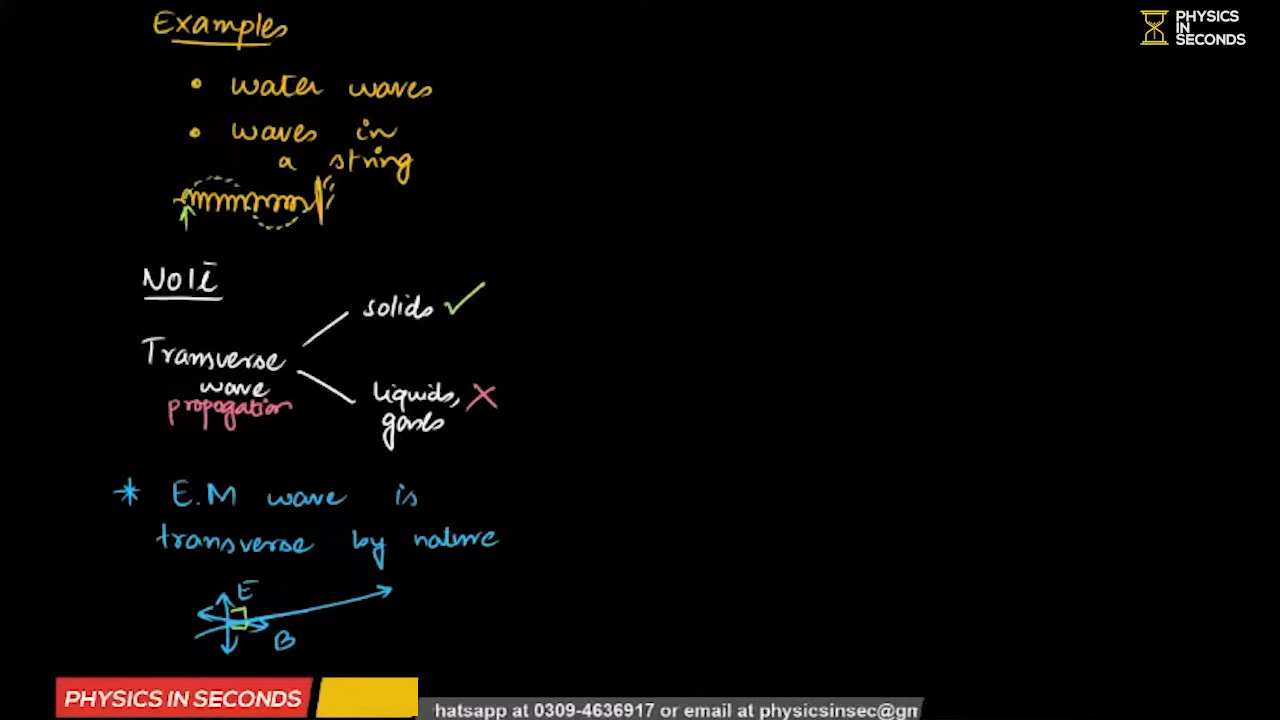 Examples
• water waves
• waves in
a string
Note
Transverse
wave
propagation
solids ✓
liquids, ✗
gases
* E.M wave is
transverse by nature
E
B
PHYSICS
IN
SECONDS
PHYSICS IN SECONDS
hatsapp at 0309-4636917 or email at physicsinsec@gm